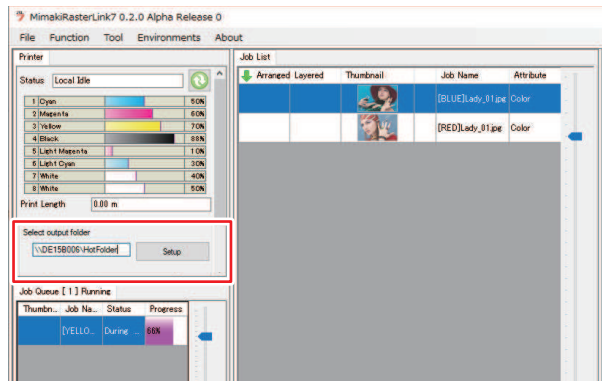 MimakiRasterLink7 0.2.0 Alpha Release 0
File Function Tool Environments About
Printer
Status Local Idle
1 Cyan 50%
2 Magenta 60%
3 Yellow 70%
4 Black 88%
5 Light Magenta 10%
6 Light Cyan 30%
7 White 40%
8 White 50%
Print Length 0.00 m
Select output folder
\\DE15B006\HotFolder Setup
Job Queue [ 1 ] Running
Thumbn... Job Na... Status Progress
[YELLO... During ... 66%
Job List
Arranged Layered Thumbnail Job Name Attribute
[BLUE]Lady_01.jpg Color
[RED]Lady_01.jpg Color